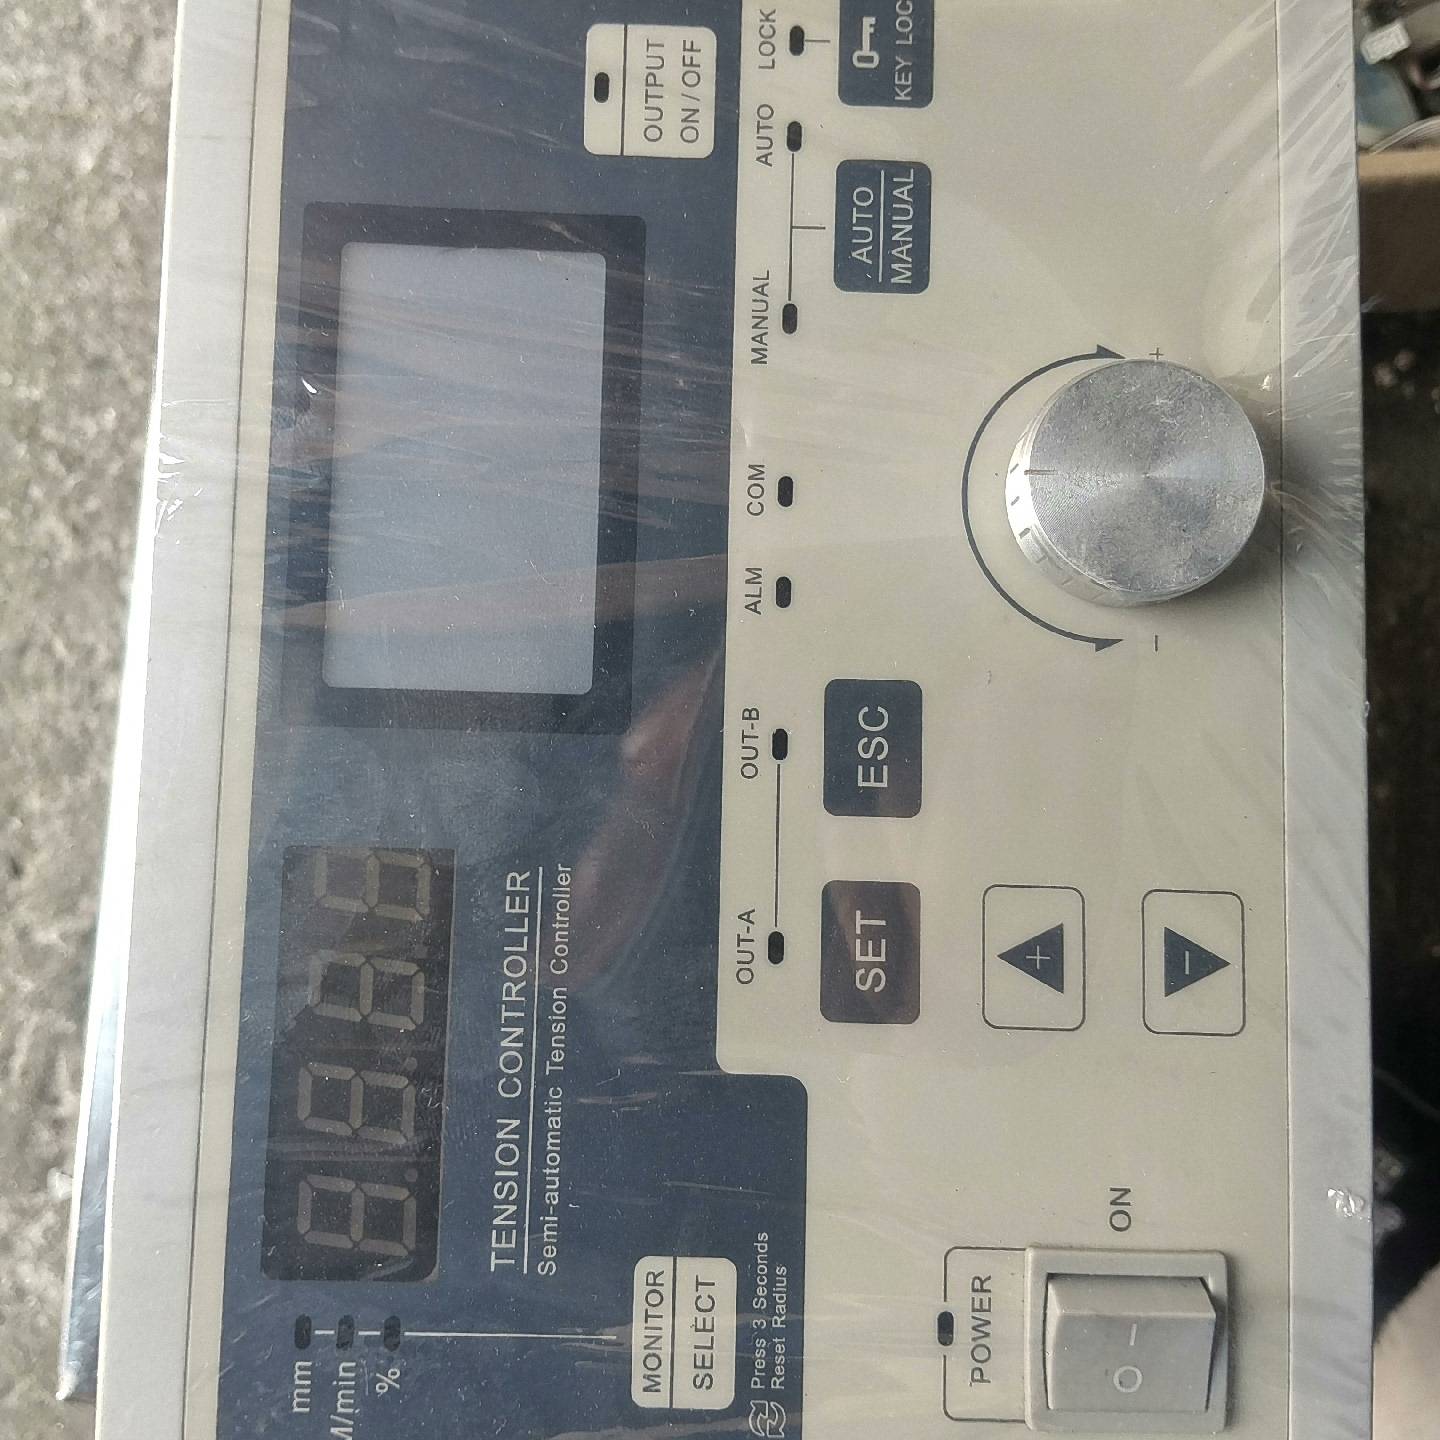 mm
M/min
%
TENSION CONTROLLER
Semi-automatic Tension Controller
MONITOR
SELECT
Press 3 Seconds
Reset Radius
OUTPUT
ON/OFF
OUT-A
OUT-B
ALM
COM
MANUAL
AUTO
LOCK
SET
ESC
AUTO
MANUAL
KEY LOC
+
-
-
+
POWER
ON
O -